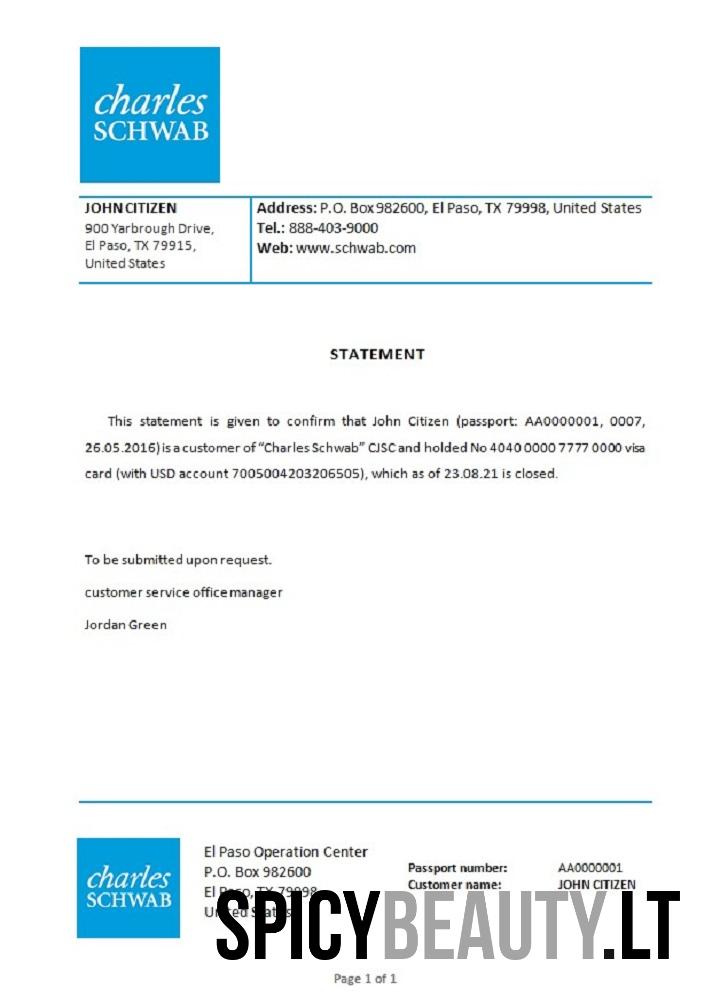 charles
SCHWAB
JOHN CITIZEN
900 Yarbrough Drive,
El Paso, TX 79915,
United States
Address: P.O. Box 982600, El Paso, TX 79998, United States
Tel.: 888-403-9000
Web: www.schwab.com
STATEMENT
This statement is given to confirm that John Citizen (passport: AA0000001, 0007,
26.05.2016) is a customer of “Charles Schwab” CJSC and holded No 4040 0000 7777 0000 visa
card (with USD account 7005004203206505), which as of 23.08.21 is closed.
To be submitted upon request.
customer service office manager
Jordan Green
charles
SCHWAB
El Paso Operation Center
P.O. Box 982600
El Paso, TX 79998
United States
Passport number: AA0000001
Customer name: JOHN CITIZEN
SPICYBEAUTY.LT
Page 1 of 1